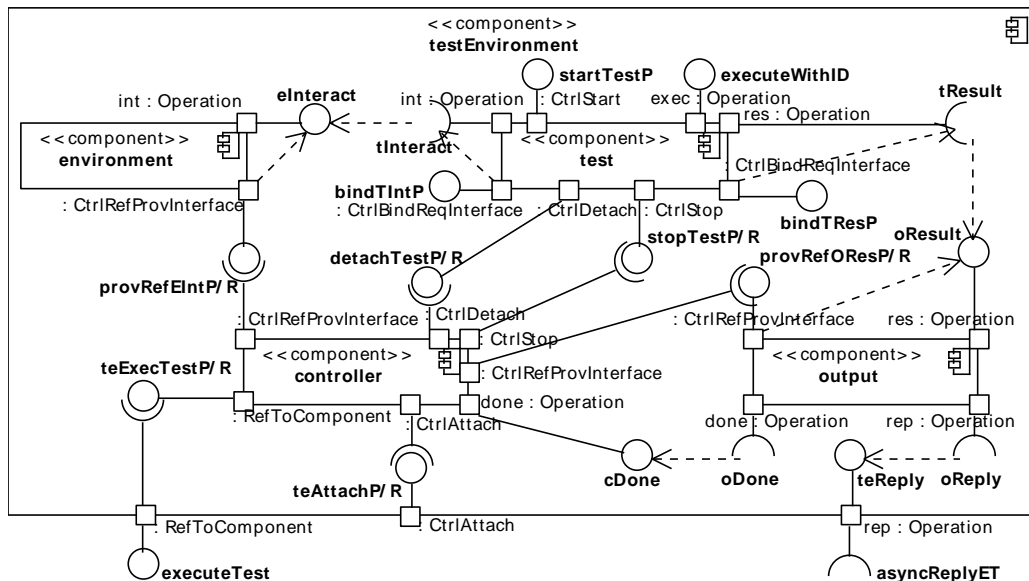 <<component>>
testEnvironment
startTestP
executeWithID
int : Operation
eInteract
int : Operation
: CtrlStart
exec : Operation
tResult
res : Operation
<<component>>
environment
tInteract
<<component>>
test
: CtrlBindReqInterface
bindTIntP
: CtrlRefProvInterface
: CtrlBindReqInterface
: CtrlDetach
: CtrlStop
bindTResP
detachTestP/R
stopTestP/R
provRefOResP/R
oResult
provRefEIntP/R
: CtrlDetach
: CtrlRefProvInterface
: CtrlRefProvInterface
res : Operation
: CtrlStop
<<component>>
controller
<<component>>
output
teExecTestP/R
: CtrlRefProvInterface
done : Operation
: RefToComponent
: CtrlAttach
done : Operation
rep : Operation
teAttachP/R
cDone
oDone
teReply
oReply
: RefToComponent
: CtrlAttach
rep : Operation
executeTest
asyncReplyET